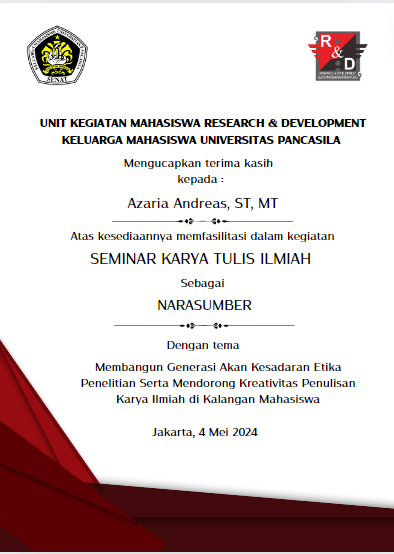 SENAT
R&D
UNIT KEGIATAN MAHASISWA RESEARCH & DEVELOPMENT
KELUARGA MAHASISWA UNIVERSITAS PANCASILA
Mengucapkan terima kasih
kepada :
Azaria Andreas, ST, MT
Atas kesediaannya memfasilitasi dalam kegiatan
SEMINAR KARYA TULIS ILMIAH
Sebagai
NARASUMBER
Dengan tema
Membangun Generasi Akan Kesadaran Etika
Penelitian Serta Mendorong Kreativitas Penulisan
Karya Ilmiah di Kalangan Mahasiswa
Jakarta, 4 Mei 2024